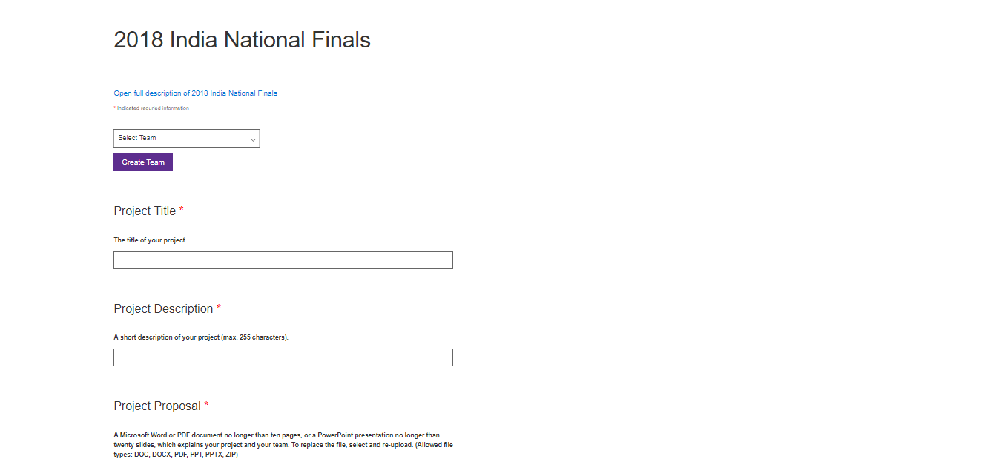 2018 India National Finals
Open full description of 2018 India National Finals
* Indicated requried information
Select Team
Create Team
Project Title *
The title of your project.
Project Description *
A short description of your project (max. 255 characters).
Project Proposal *
A Microsoft Word or PDF document no longer than ten pages, or a PowerPoint presentation no longer than
twenty slides, which explains your project and your team. To replace the file, select and re-upload. (Allowed file
types: DOC, DOCX, PDF, PPT, PPTX, ZIP)